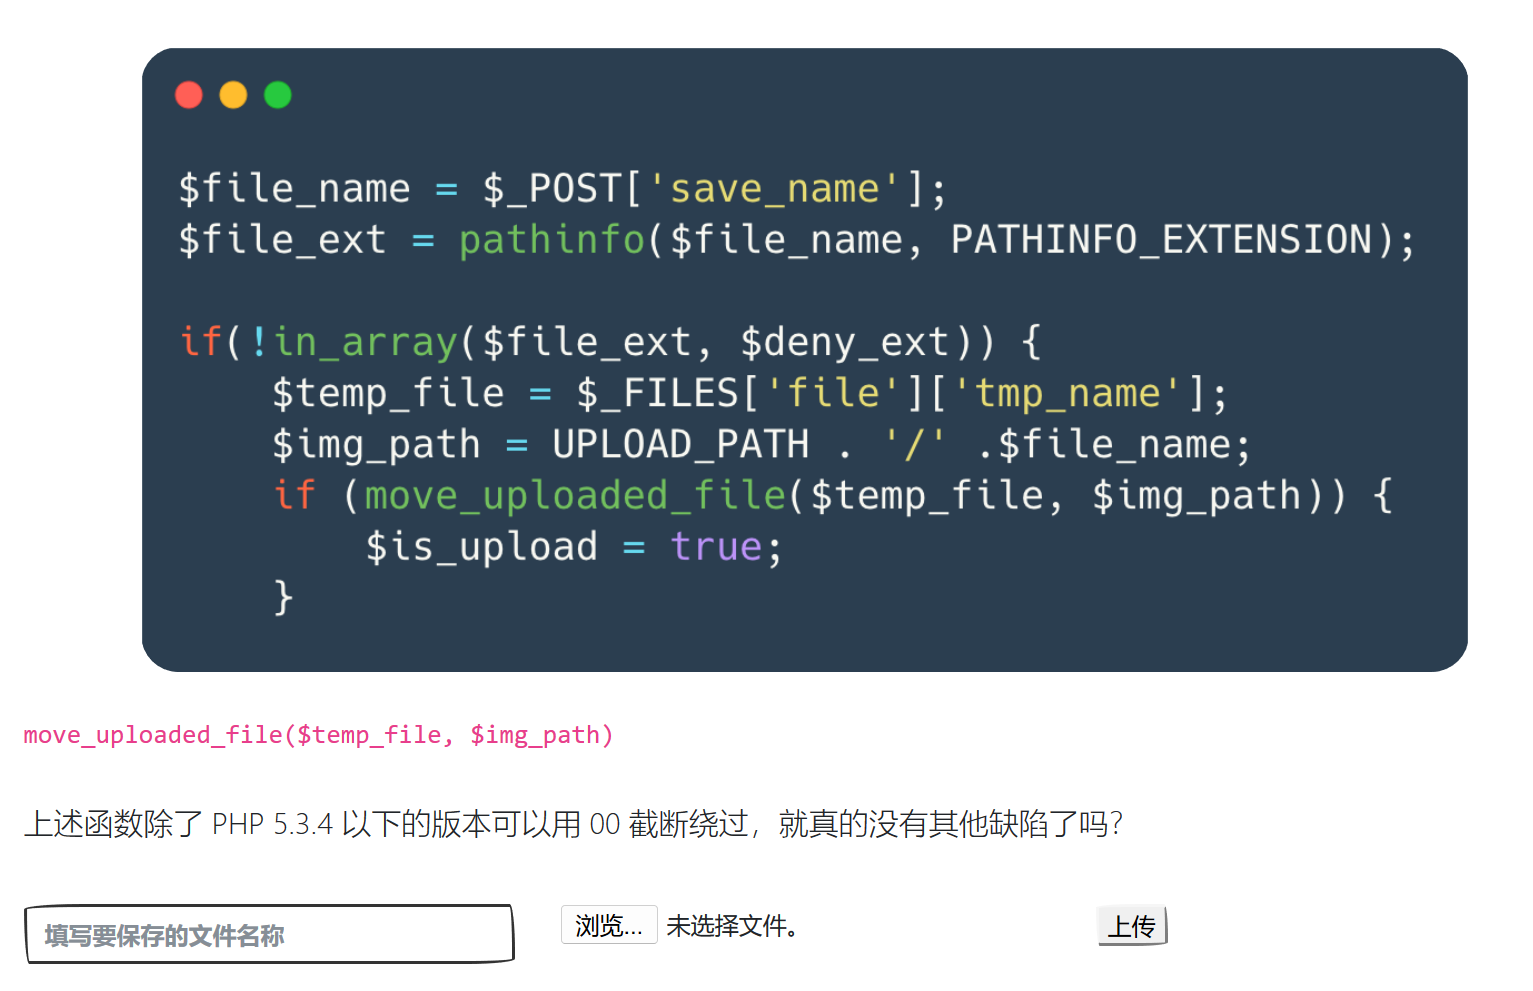 $file_name = $_POST['save_name'];
$file_ext = pathinfo($file_name, PATHINFO_EXTENSION);
if(!in_array($file_ext, $deny_ext)) {
$temp_file = $_FILES['file']['tmp_name'];
$img_path = UPLOAD_PATH . '/' .$file_name;
if (move_uploaded_file($temp_file, $img_path)) {
$is_upload = true;
}
move_uploaded_file($temp_file, $img_path)
上述函数除了 PHP 5.3.4 以下的版本可以用 00 截断绕过，就真的没有其他缺陷了吗？
填写要保存的文件名称 浏览... 未选择文件。 上传